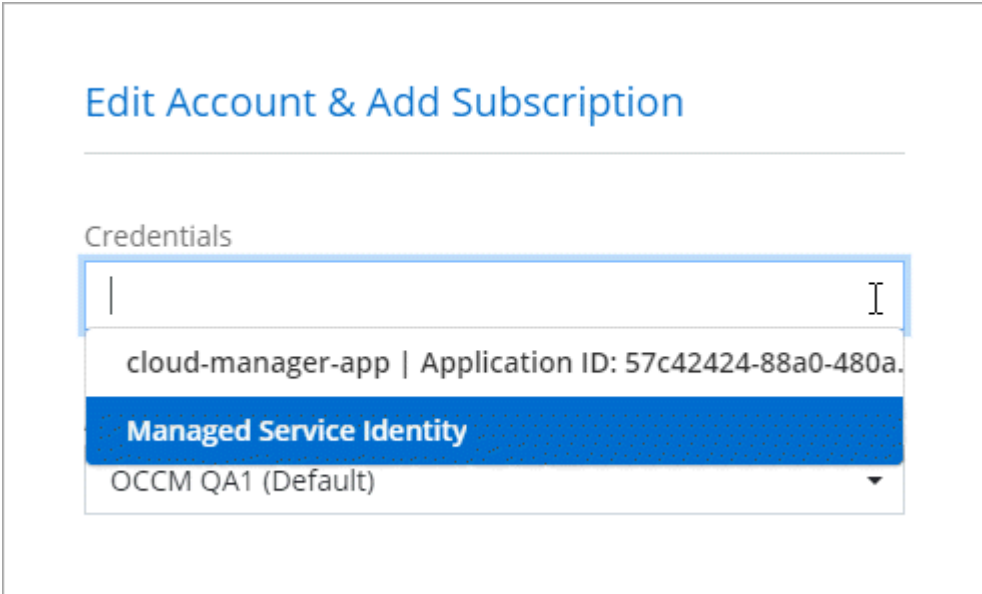 Edit Account & Add Subscription
Credentials
cloud-manager-app | Application ID: 57c42424-88a0-480a.
Managed Service Identity
OCCM QA1 (Default)